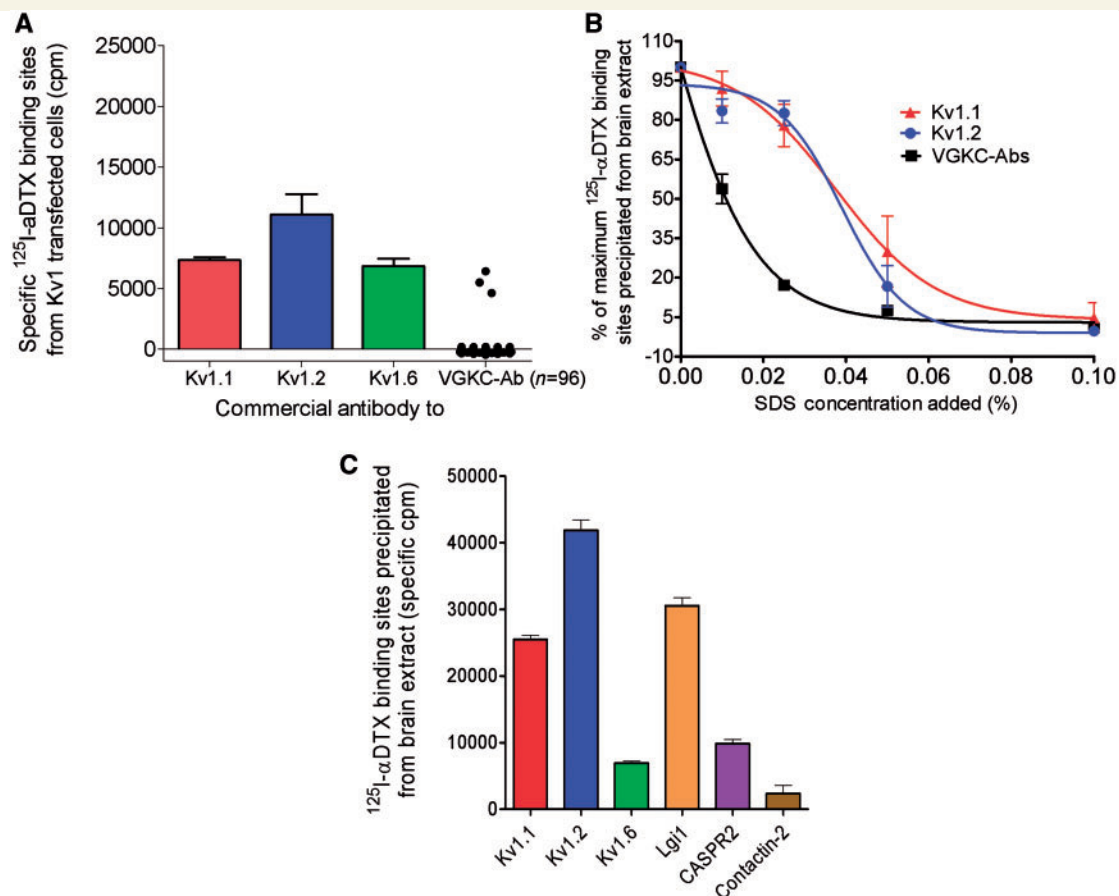 A
Specific ¹²⁵I-aDTX binding sites
from Kv1 transfected cells (cpm)
25000
20000
15000
10000
5000
0
Kv1.1 Kv1.2 Kv1.6 VGKC-Ab (n=96)
Commercial antibody to
B
% of maximum ¹²⁵I-αDTX binding
sites precipitated from brain extract
110
95
80
65
50
35
20
5
-10
Kv1.1
Kv1.2
VGKC-Abs
0.00 0.02 0.04 0.06 0.08 0.10
SDS concentration added (%)
C
¹²⁵I-αDTX binding sites precipitated
from brain extract (specific cpm)
50000
40000
30000
20000
10000
0
Kv1.1 Kv1.2 Kv1.6 Lgi1 CASPR2 Contactin-2